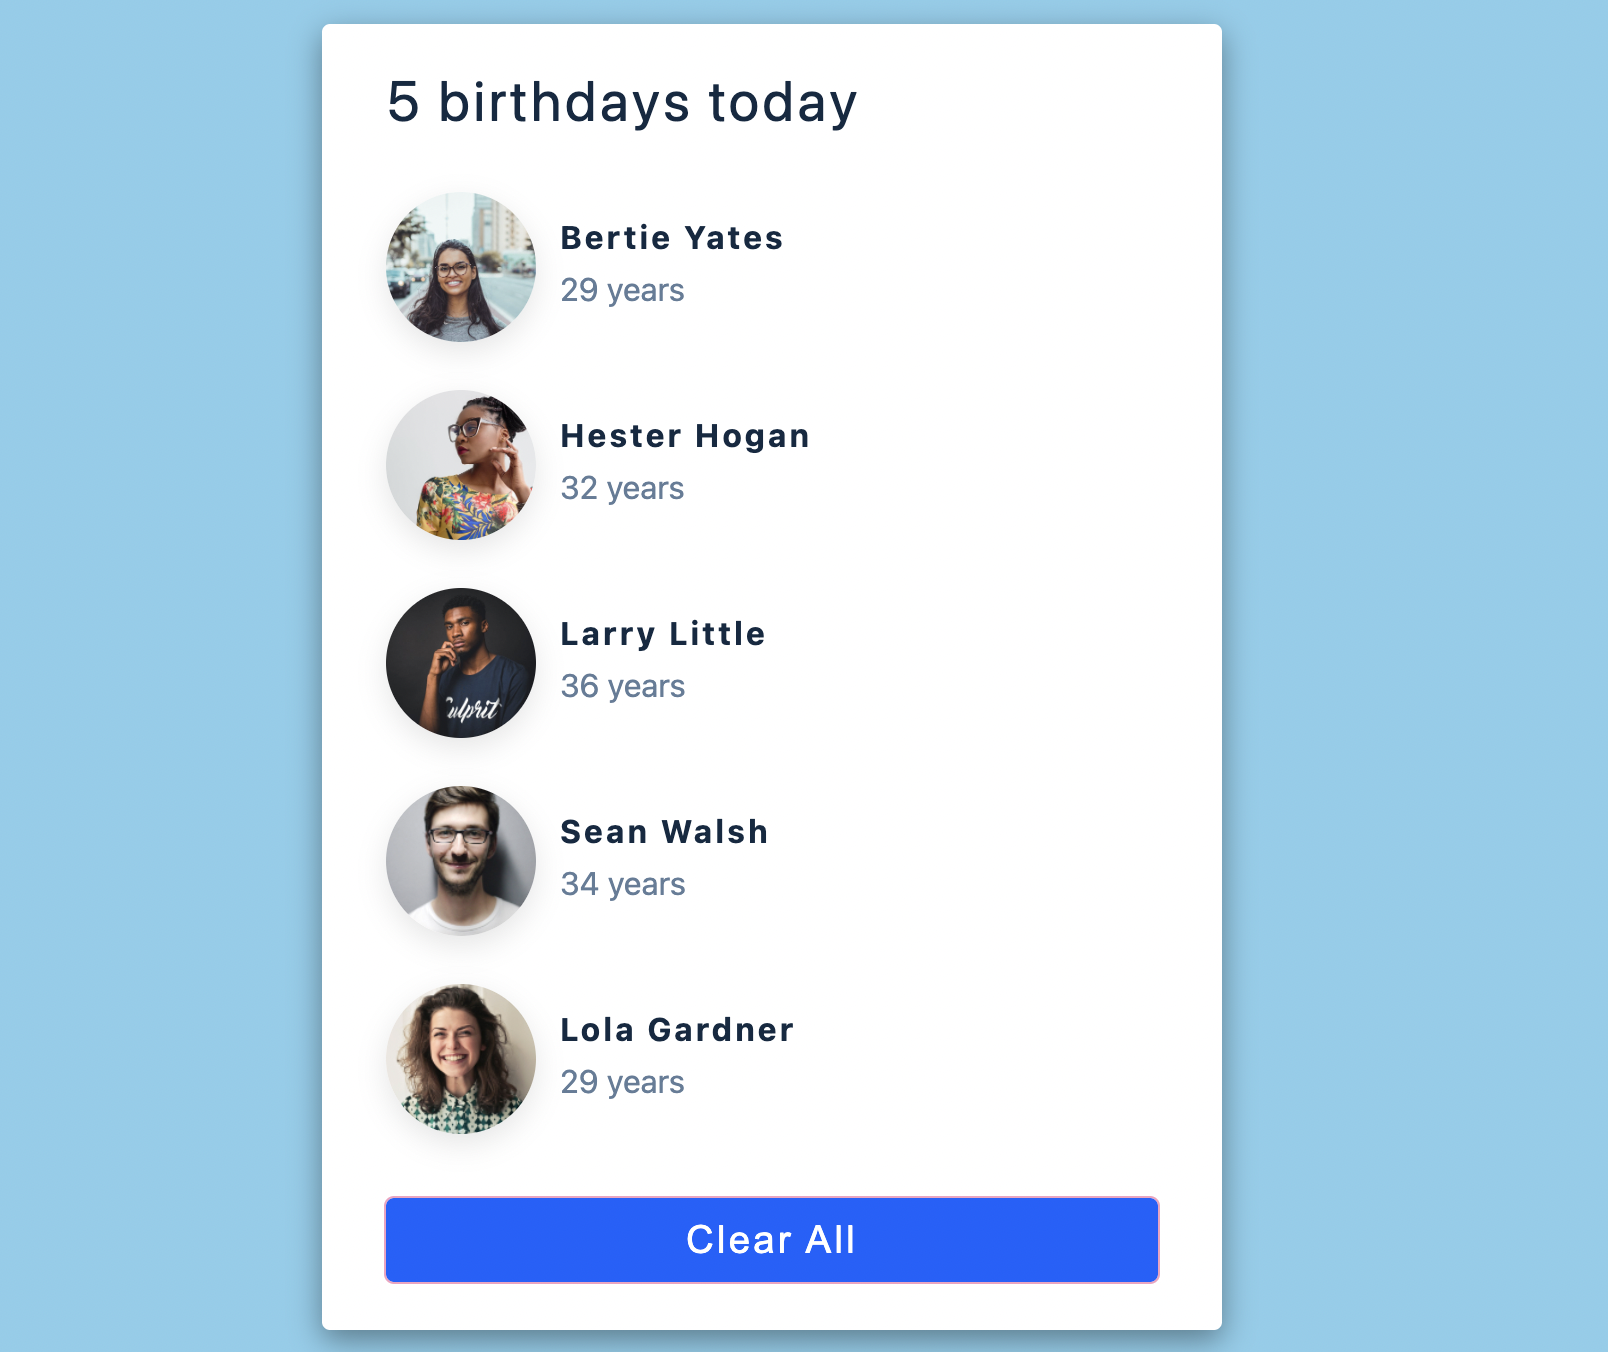 5 birthdays today
Bertie Yates
29 years
Hester Hogan
32 years
Larry Little
36 years
Culprit
Sean Walsh
34 years
Lola Gardner
29 years
Clear All